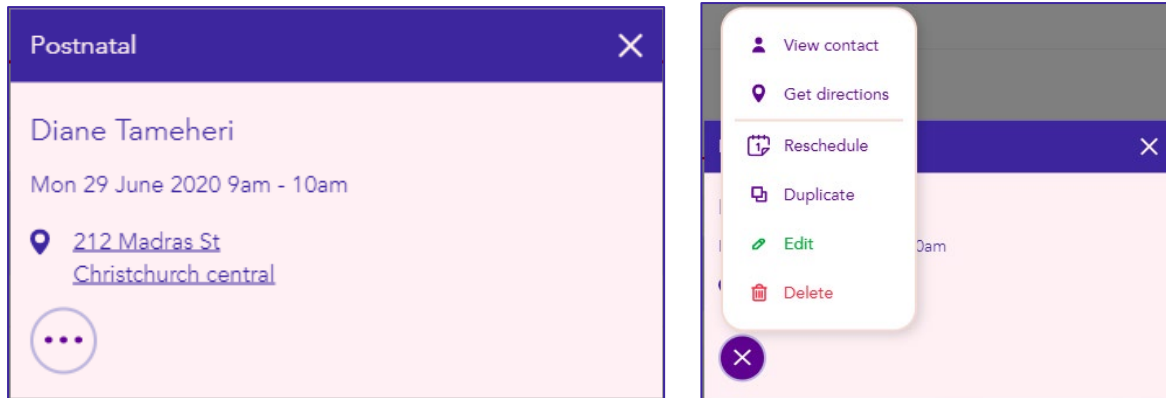 Postnatal
Diane Tameheri
Mon 29 June 2020 9am - 10am
212 Madras St
Christchurch central
View contact
Get directions
Reschedule
Duplicate
Edit
Delete